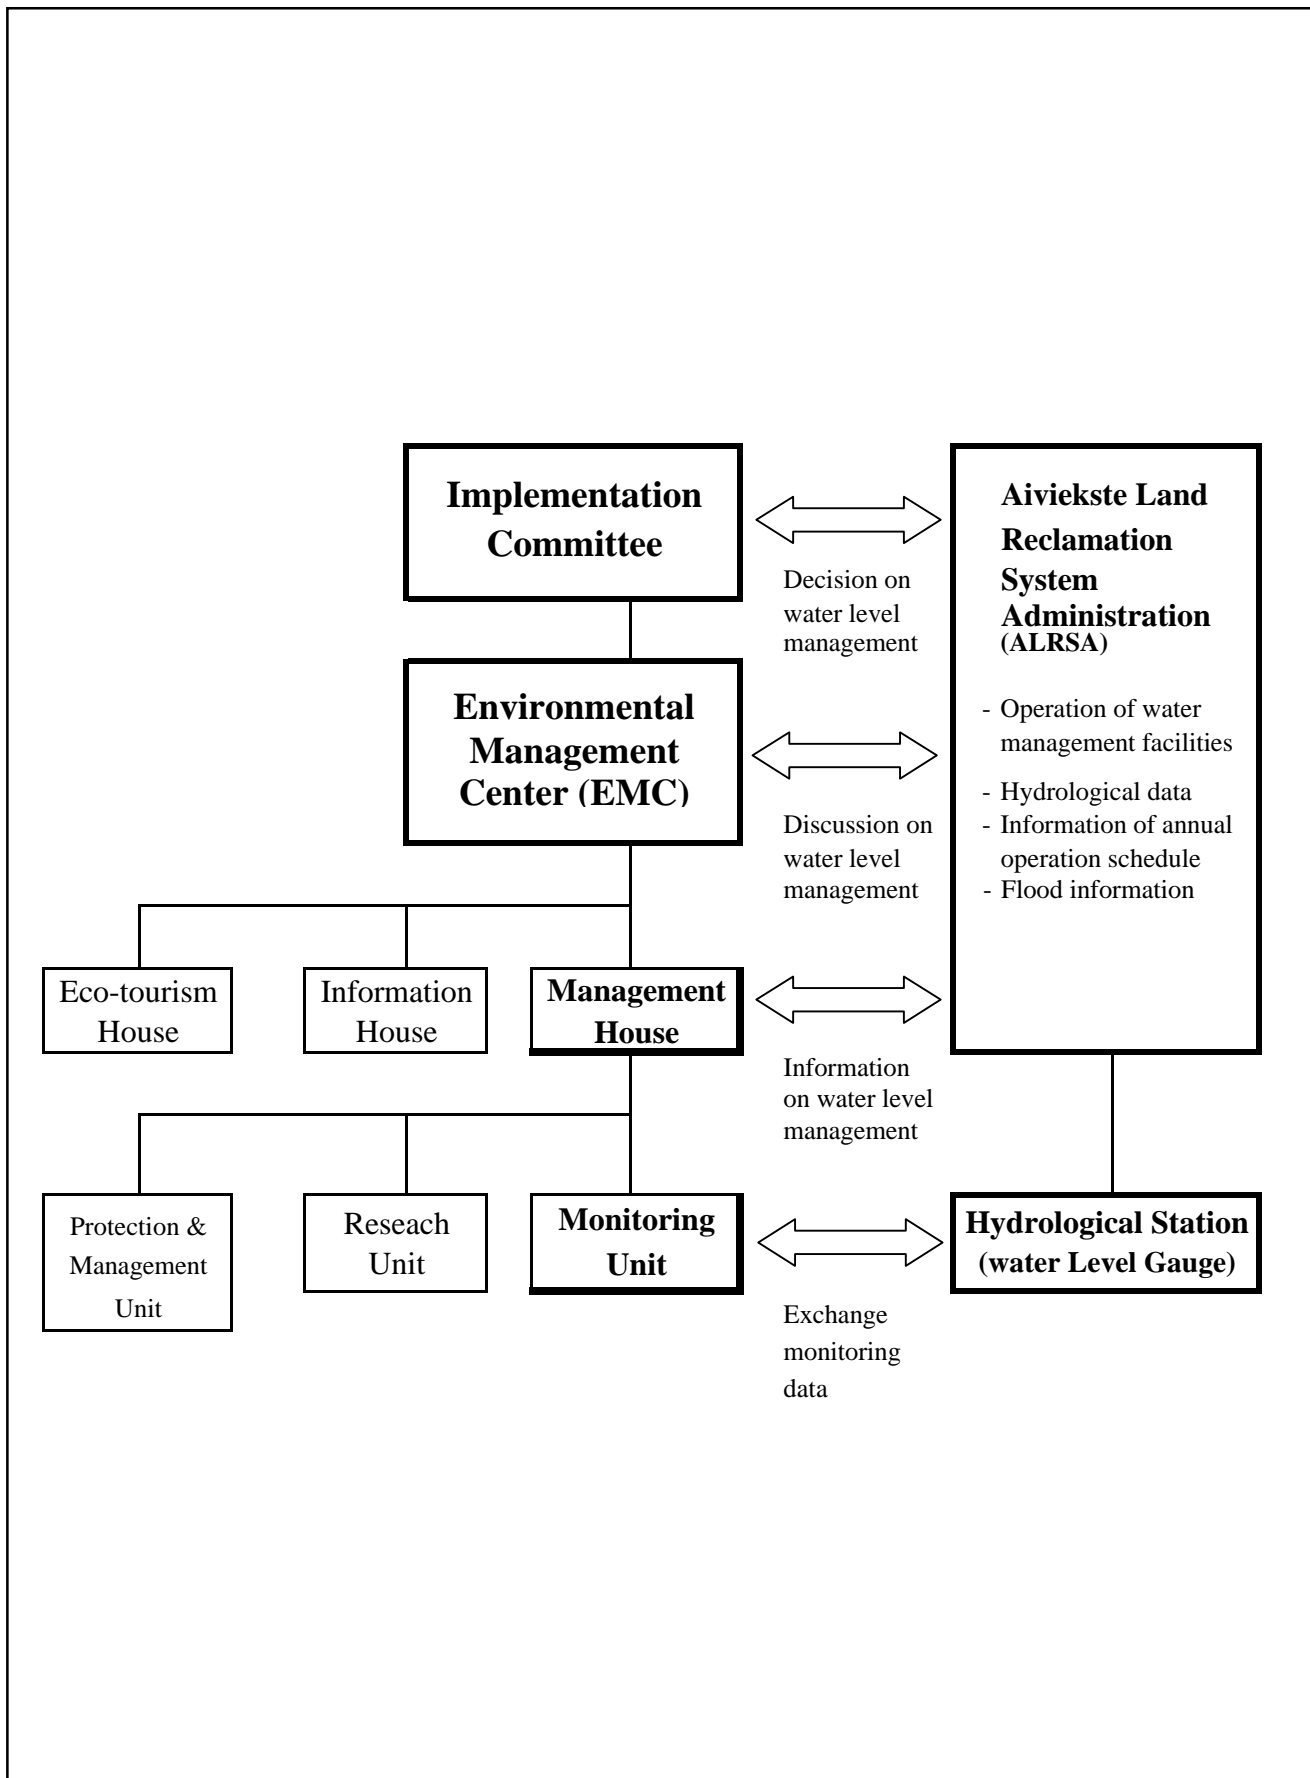 Implementation
Committee
Decision on
water level
management
Aiviekste Land
Reclamation
System
Administration
(ALRSA)
- Operation of water
management facilities
- Hydrological data
- Information of annual
operation schedule
- Flood information
Environmental
Management
Center (EMC)
Discussion on
water level
management
Eco-tourism
House
Information
House
Management
House
Information
on water level
management
Protection &
Management
Unit
Reseach
Unit
Monitoring
Unit
Exchange
monitoring
data
Hydrological Station
(water Level Gauge)